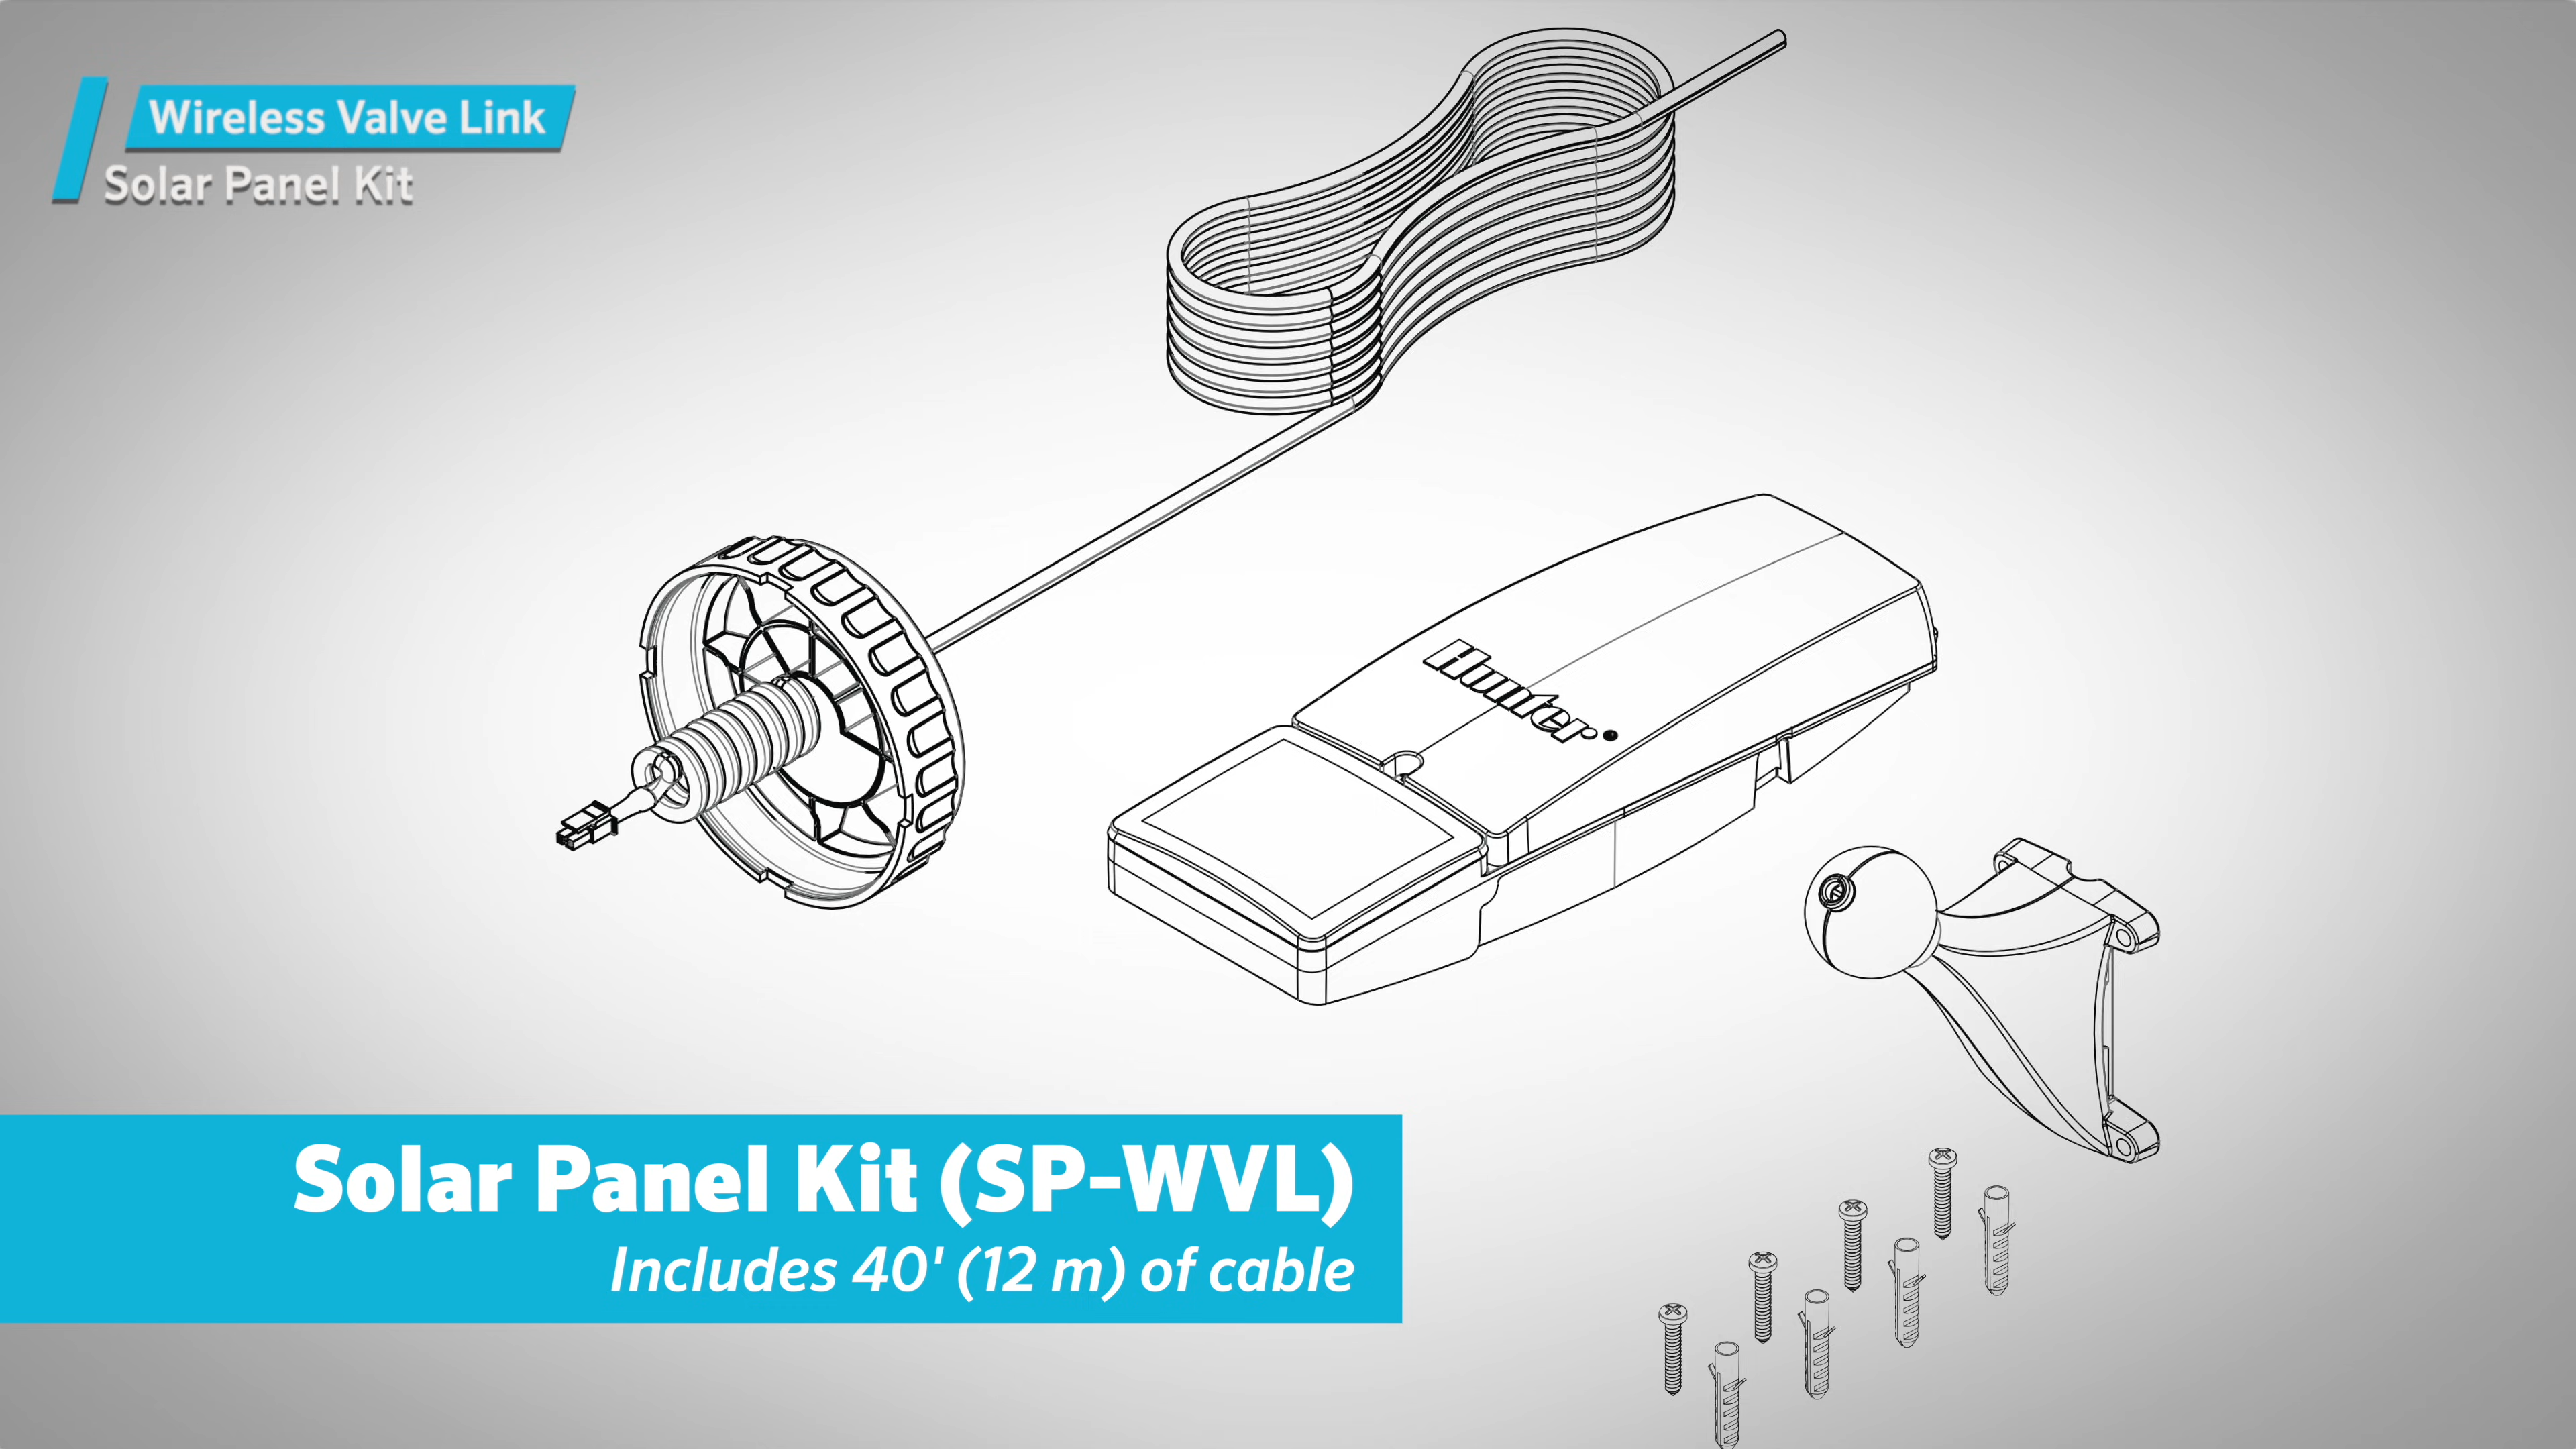 Wireless Valve Link
Solar Panel Kit
Hunter
Solar Panel Kit (SP-WVL)
Includes 40' (12 m) of cable